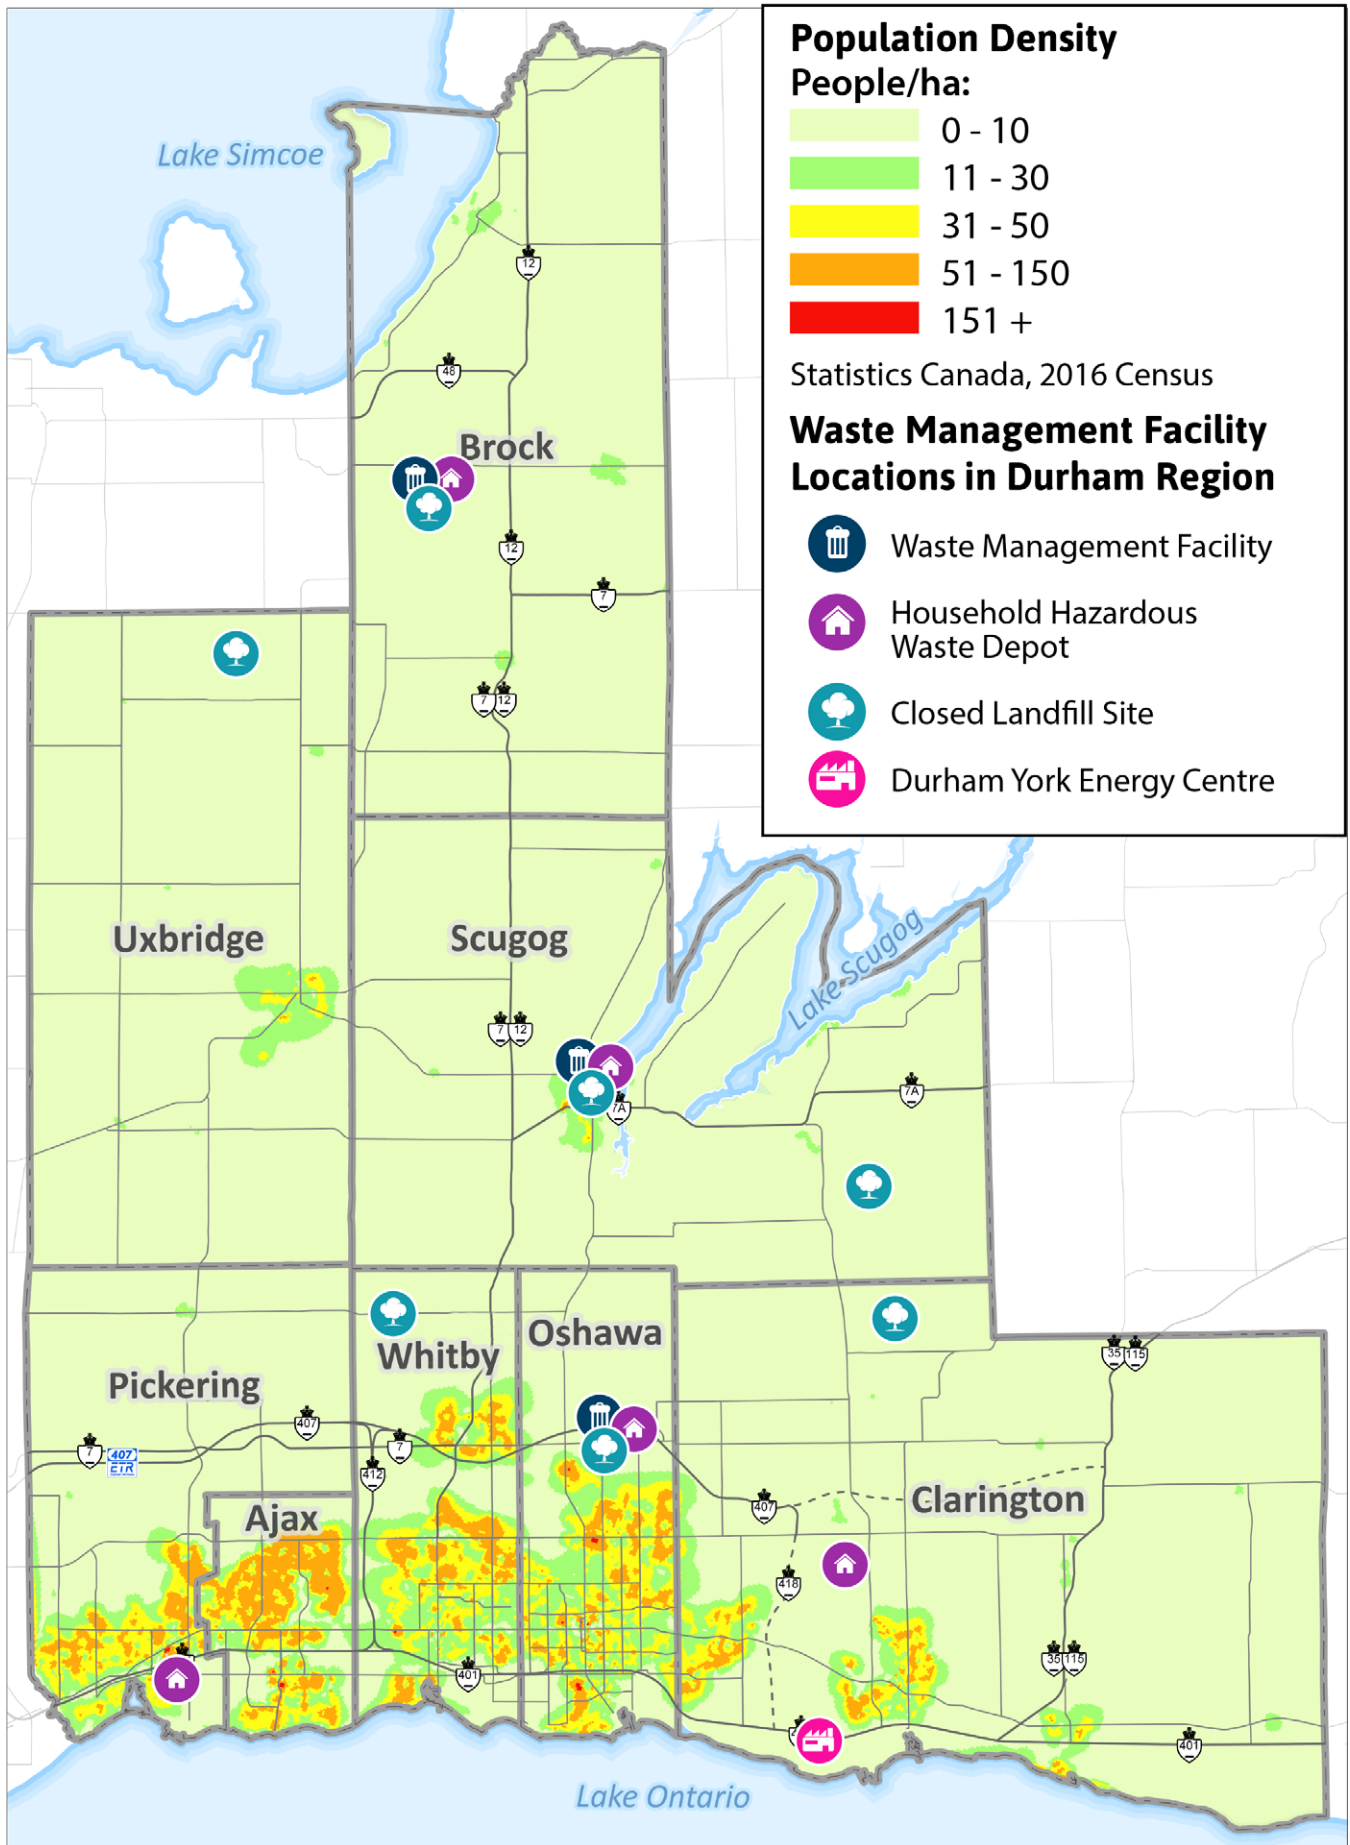 Population Density
People/ha:
0 - 10
11 - 30
31 - 50
51 - 150
151 +
Statistics Canada, 2016 Census
Waste Management Facility
Locations in Durham Region
Waste Management Facility
Household Hazardous
Waste Depot
Closed Landfill Site
Durham York Energy Centre
Lake Simcoe
12
48
Brock
12
7
7 12
Uxbridge
Scugog
Lake Scugog
7 12
7A
7A
Whitby
Oshawa
Pickering
35 115
407
7
407
ETR
7
412
Ajax
407
Clarington
418
35 115
401
401
Lake Ontario